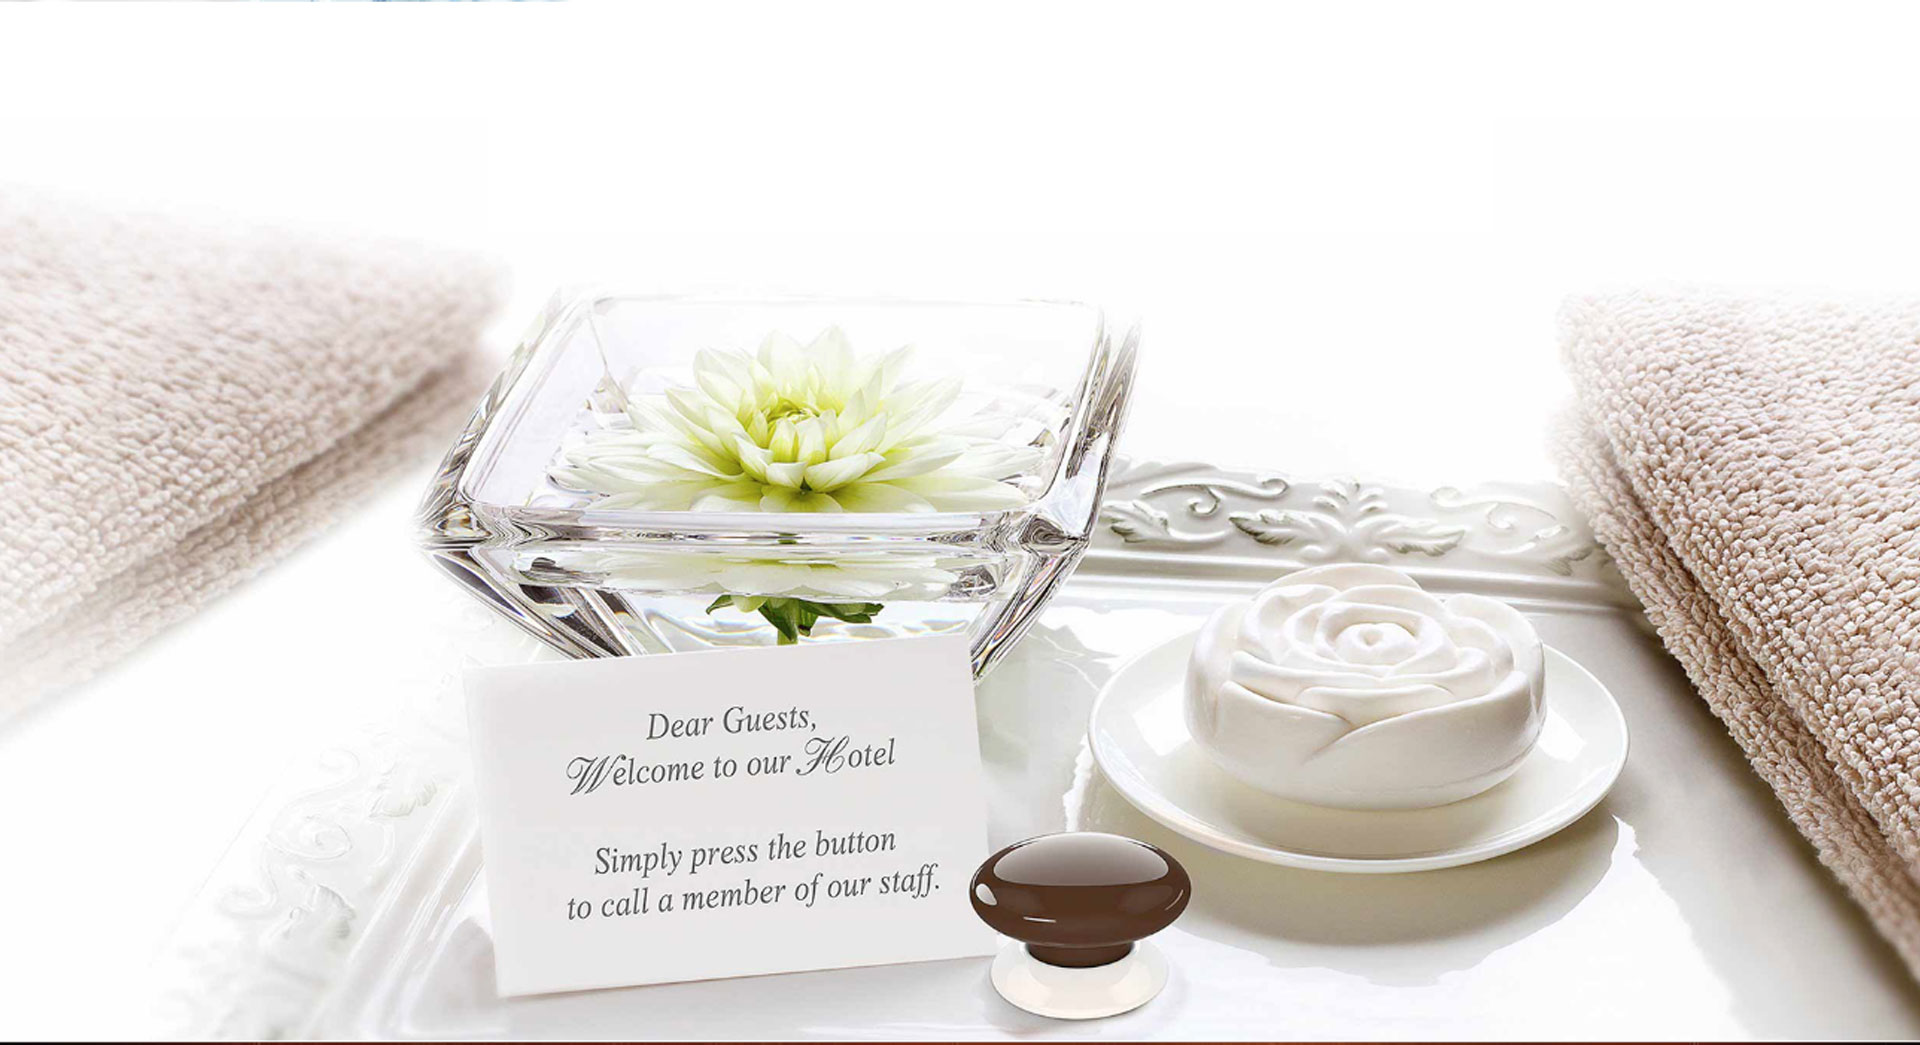 Dear Guests,
Welcome to our Hotel
Simply press the button
to call a member of our staff.